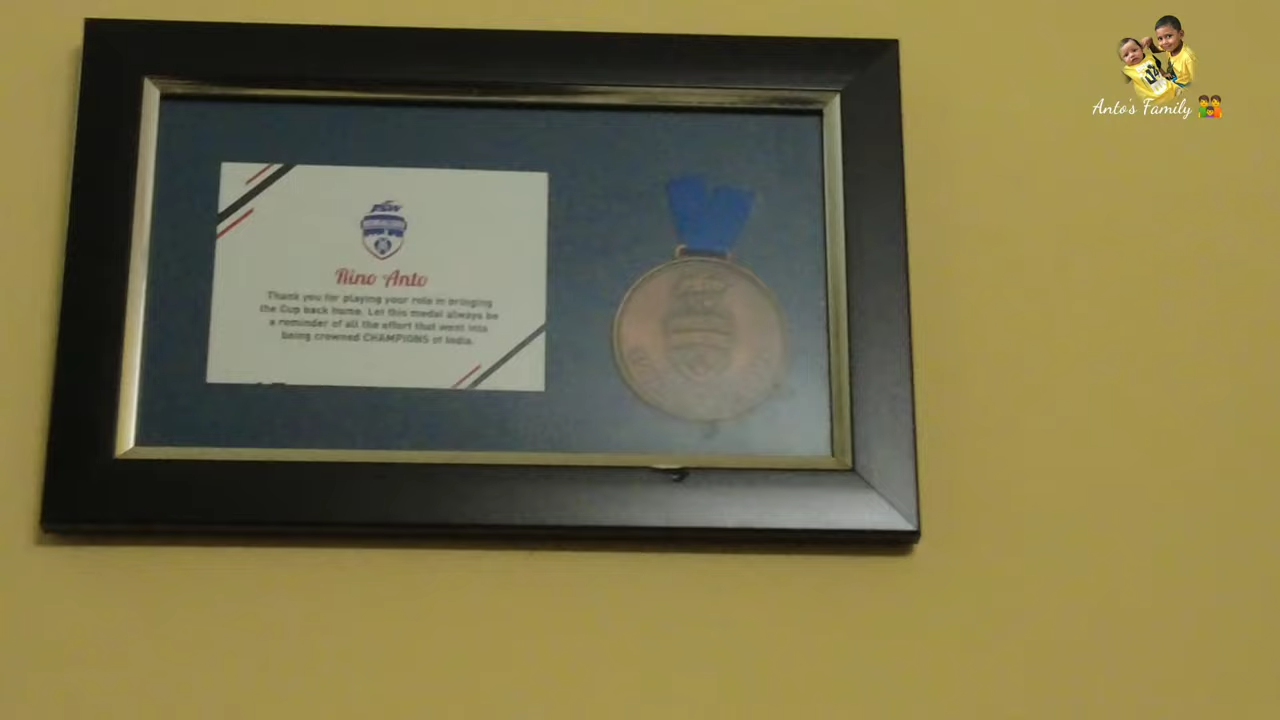 Anto's Family
JSW
Rino Anto
Thank you for playing your role in bringing
the Cup back home. Let this medal always be
a reminder of all the effort that went into
being crowned CHAMPIONS of India.